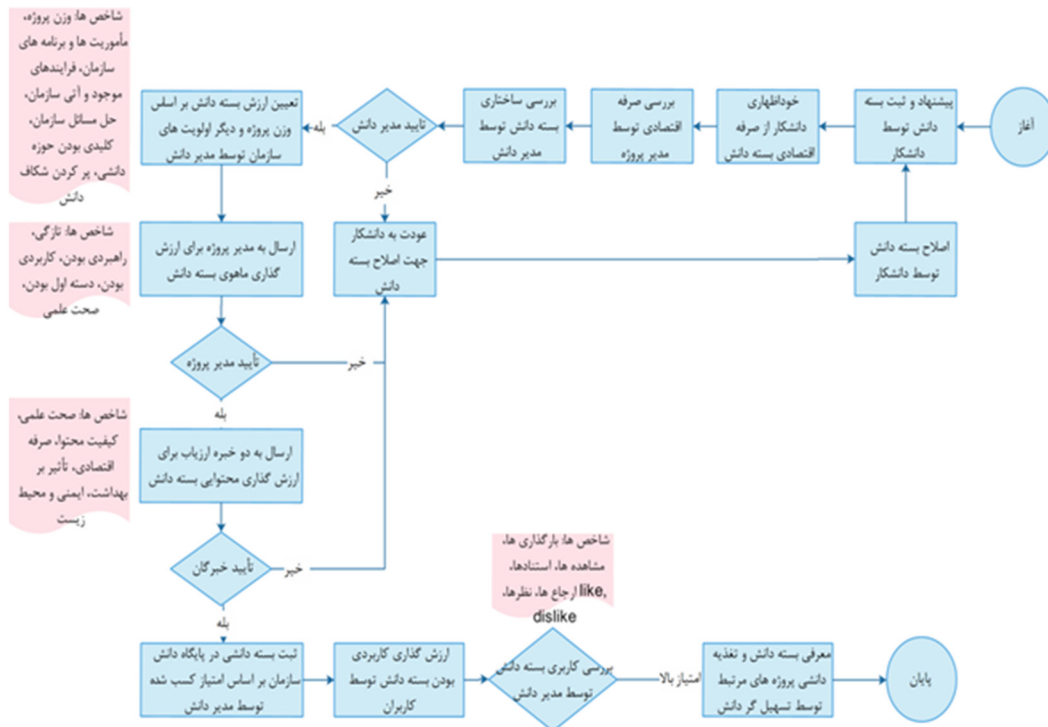 آغاز
پیشنهاد و ثبت بسته
دانش توسط
دانشکار
خوداظهاری
دانشکار از صرفه
اقتصادی بسته دانش
بررسی صرفه
اقتصادی توسط
مدیر پروژه
بررسی ساختاری
بسته دانش توسط
مدیر دانش
تایید مدیر دانش
بله
خیر
تعیین ارزش بسته دانش بر اساس
وزن پروژه و دیگر اولویت های
سازمان توسط مدیر دانش
شاخص ها: وزن پروژه،
مأموریت ها و برنامه های
سازمان، فرایندهای
موجود و آتی سازمان،
حل مسائل سازمان،
کلیدی بودن حوزه
دانشی، پر کردن شکاف
دانش
عودت به دانشکار
جهت اصلاح بسته
دانش
اصلاح بسته دانش
توسط دانشکار
ارسال به مدیر پروژه برای ارزش
گذاری ماهوی بسته دانش
شاخص ها: تازگی،
راهبردی بودن، کاربردی
بودن، دسته اول بودن،
صحت علمی
تأیید مدیر پروژه
خیر
بله
ارسال به دو خبره ارزیاب برای
ارزش گذاری محتوایی بسته دانش
شاخص ها: صحت علمی،
کیفیت محتوا، صرفه
اقتصادی، تأثیر بر
بهداشت، ایمنی و محیط
زیست
تأیید خبرگان
خیر
بله
ثبت بسته دانشی در پایگاه دانش
سازمان بر اساس امتیاز کسب شده
توسط مدیر دانش
ارزش گذاری کاربردی
بودن بسته دانش توسط
کاربران
شاخص ها: بارگذاری ها،
مشاهده ها، استنادها،
ارجاع ها، نظرها، like,
dislike
بررسی کاربری بسته دانش
توسط مدیر دانش
امتیاز بالا
معرفی بسته دانش و تغذیه
دانشی پروژه های مرتبط
توسط تسهیل گر دانش
پایان